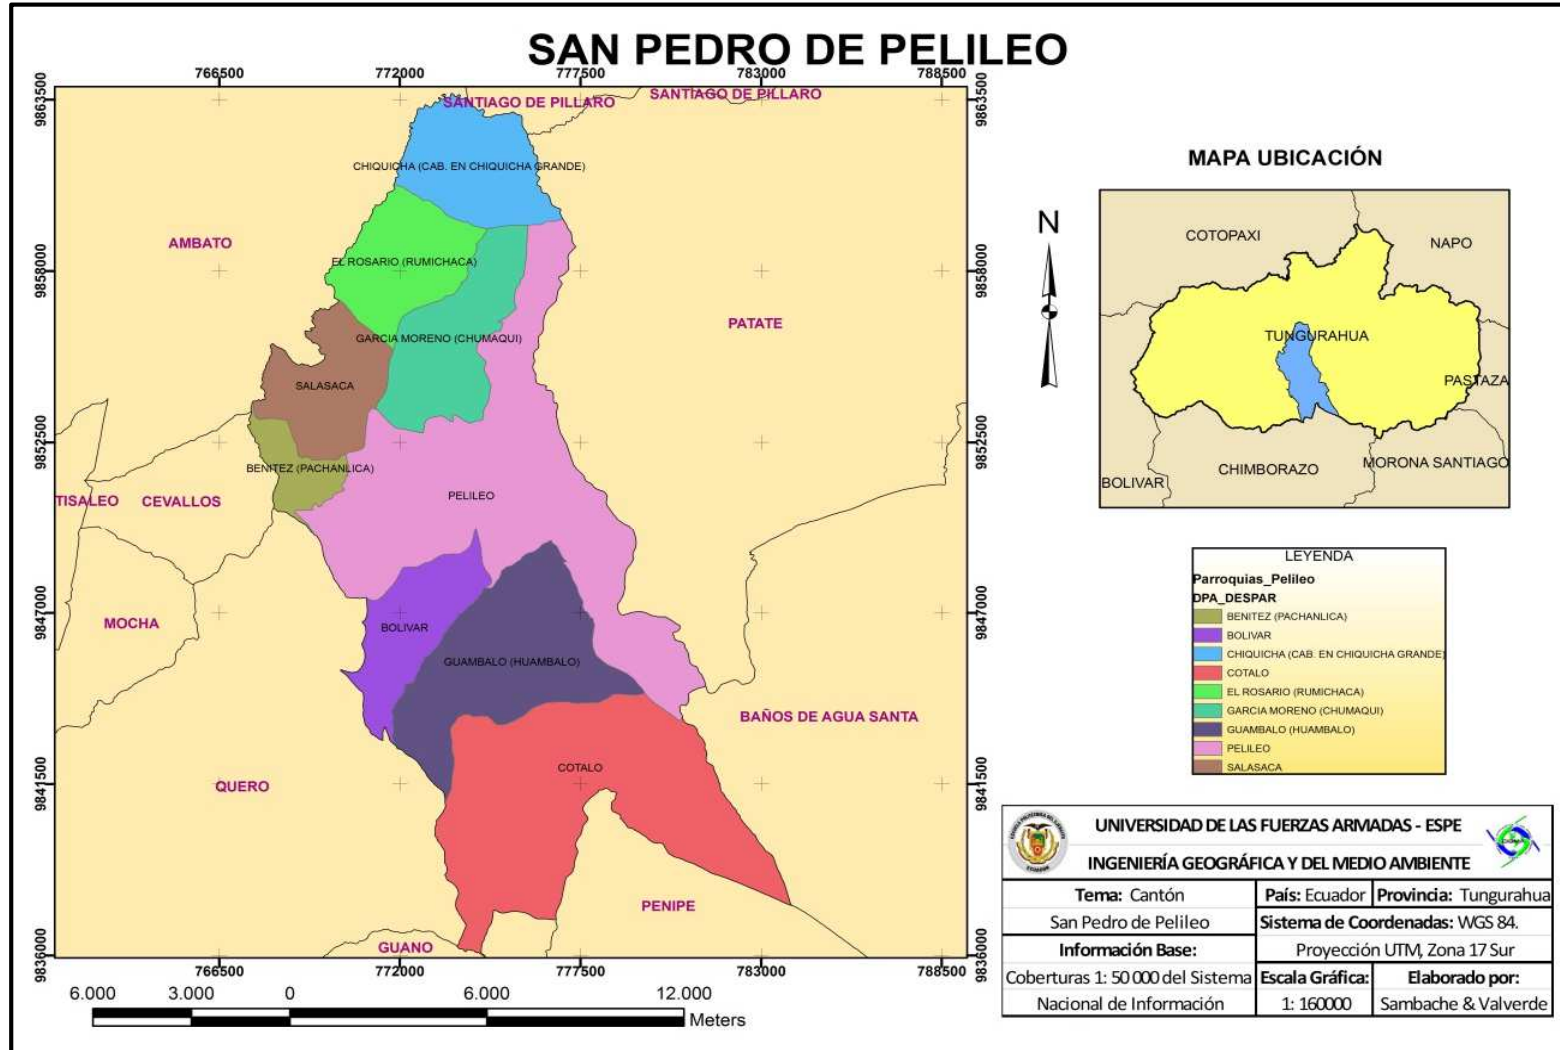 SAN PEDRO DE PELILEO
766500 772000 777500 783000 788500
9863500 9863500
SANTIAGO DE PILLARO SANTIAGO DE PILLARO
CHIQUICHA (CAB. EN CHIQUICHA GRANDE)
AMBATO
EL ROSARIO (RUMICHACA)
9858000 9858000
PATATE
GARCIA MORENO (CHUMAQUI)
SALASACA
9852500 9852500
BENITEZ (PACHANLICA)
TISALEO CEVALLOS
PELILEO
MOCHA
9847000 9847000
BOLIVAR
GUAMBALO (HUAMBALO)
BAÑOS DE AGUA SANTA
COTALO
QUERO
9841500 9841500
PENIPE
GUANO
9836000 9836000
766500 772000 777500 783000 788500
6.000 3.000 0 6.000 12.000
Meters
MAPA UBICACIÓN
N
COTOPAXI
NAPO
TUNGURAHUA
PASTAZA
CHIMBORAZO
MORONA SANTIAGO
BOLIVAR
LEYENDA
Parroquias_Pelileo
DPA_DESPAR
BENITEZ (PACHANLICA)
BOLIVAR
CHIQUICHA (CAB. EN CHIQUICHA GRANDE)
COTALO
EL ROSARIO (RUMICHACA)
GARCIA MORENO (CHUMAQUI)
GUAMBALO (HUAMBALO)
PELILEO
SALASACA
UNIVERSIDAD DE LAS FUERZAS ARMADAS - ESPE
INGENIERÍA GEOGRÁFICA Y DEL MEDIO AMBIENTE
Tema: Cantón País: Ecuador Provincia: Tungurahua
San Pedro de Pelileo Sistema de Coordenadas: WGS 84.
Información Base: Proyección UTM, Zona 17 Sur
Coberturas 1: 50 000 del Sistema Escala Gráfica: Elaborado por:
Nacional de Información 1: 160000 Sambache & Valverde